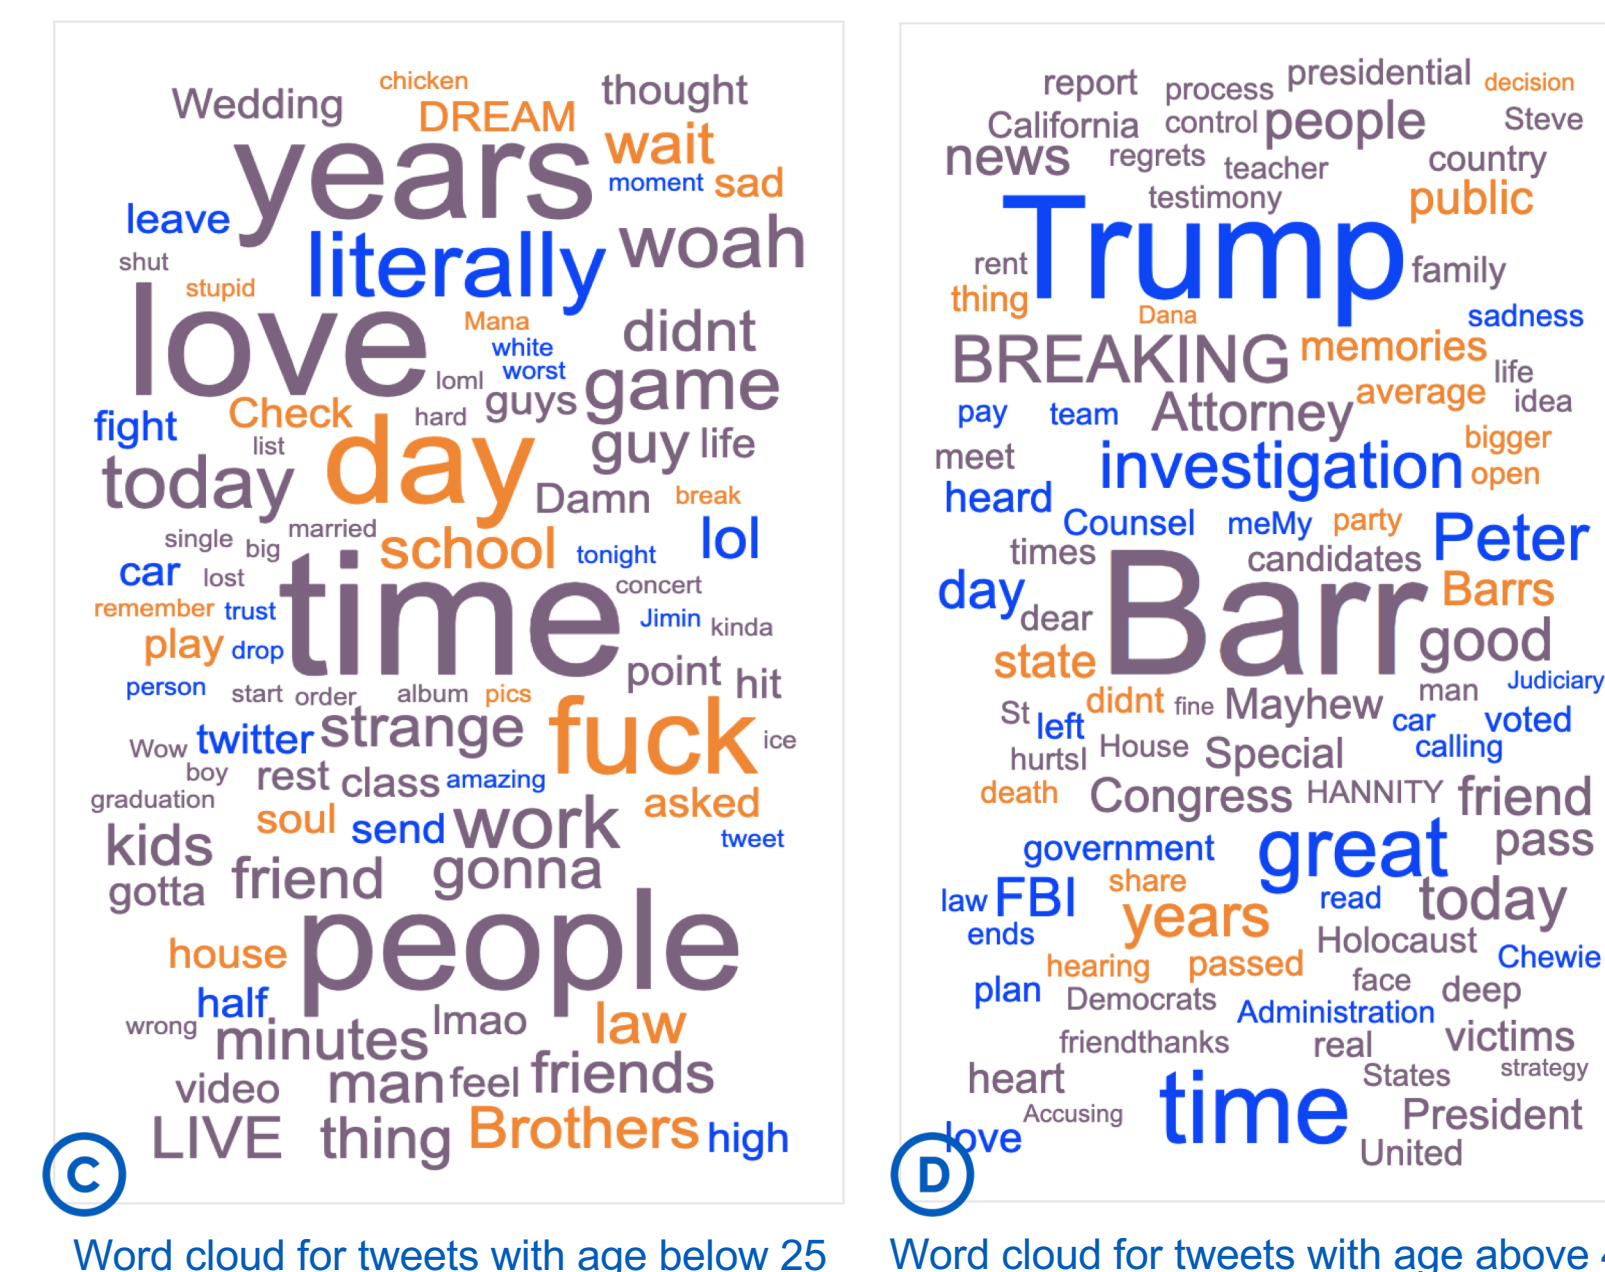 chicken
Wedding DREAM thought
years wait
moment sad
leave
literally woah
shut
stupid
love Mana didnt
white
worst
loml guys game
fight Check hard
list day guy life
today Damn break
single big married school tonight lol
car lost
time concert
remember trust Jimin kinda
play drop
point hit
person start order album pics
Wow twitter strange fuck ice
boy rest class amazing
graduation
soul send work asked
tweet
kids friend gonna
gotta
people
house
half
wrong minutes lmao law
video man feel friends
LIVE thing Brothers high
C
Word cloud for tweets with age below 25
report process presidential decision
California control people Steve
news regrets teacher country
testimony public
Trump
rent family
thing Dana sadness
BREAKING memories life
average idea
pay team Attorney
bigger
meet investigation open
heard
Counsel meMy party Peter
times candidates
day Barr Barrs
dear good
state
Judiciary
St left didnt fine Mayhew man car voted
hurtsl House Special calling
death Congress HANNITY friend
government great pass
share
law FBI years read today
ends Holocaust Chewie
hearing passed
plan Democrats face deep
Administration
friendthanks real victims
heart States strategy
Accusing time President
love United
D
Word cloud for tweets with age above